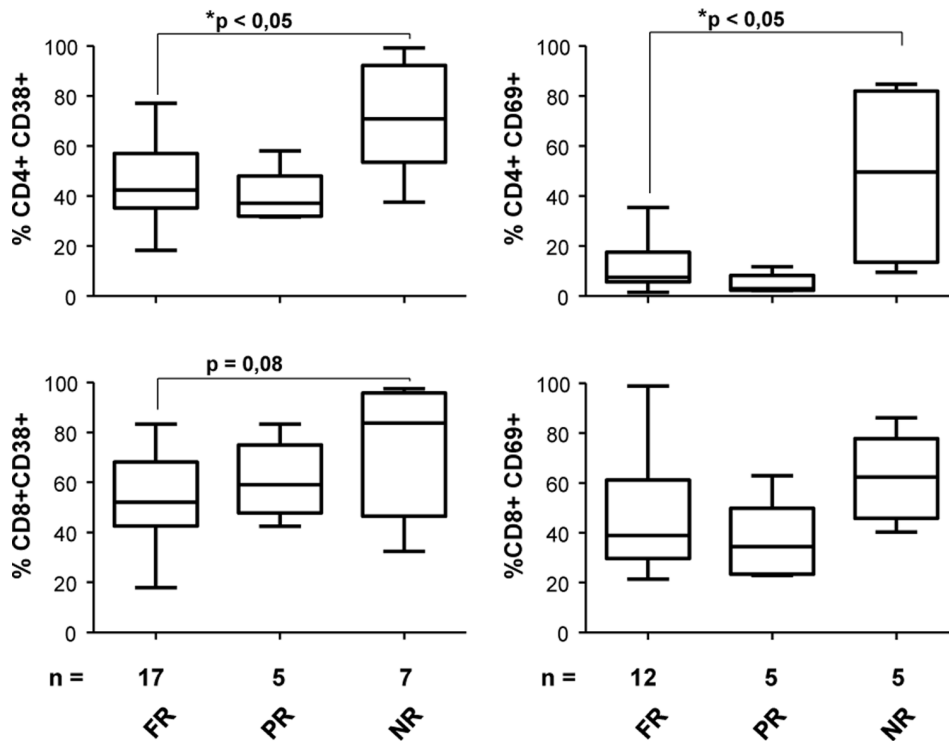 *p < 0,05
% CD4+ CD38+
100
80
60
40
20
0
*p < 0,05
% CD4+ CD69+
100
80
60
40
20
0
p = 0,08
% CD8+CD38+
100
80
60
40
20
0
%CD8+ CD69+
100
80
60
40
20
0
n = 17 5 7
FR PR NR
n = 12 5 5
FR PR NR